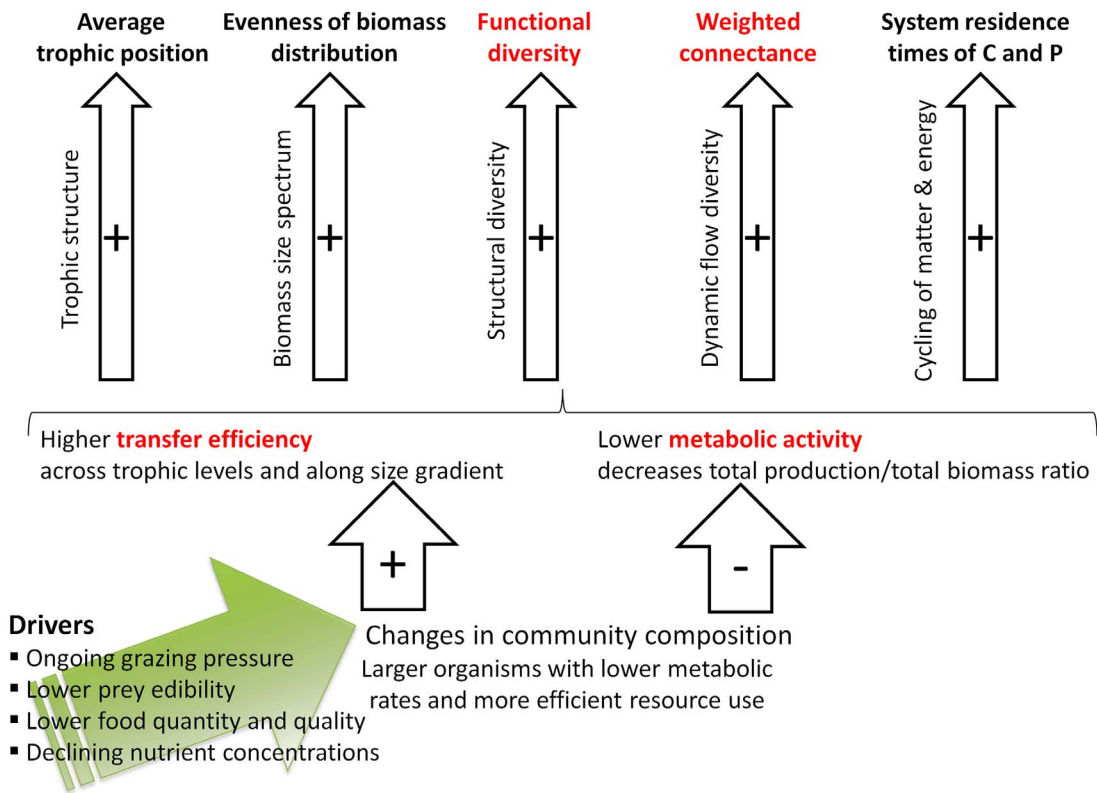 Average
trophic position
Evenness of biomass
distribution
Functional
diversity
Weighted
connectance
System residence
times of C and P
Trophic structure
+
Biomass size spectrum
+
Structural diversity
+
Dynamic flow diversity
+
Cycling of matter & energy
+
Higher transfer efficiency
across trophic levels and along size gradient
Lower metabolic activity
decreases total production/total biomass ratio
+
-
Drivers
▪ Ongoing grazing pressure
▪ Lower prey edibility
▪ Lower food quantity and quality
▪ Declining nutrient concentrations
Changes in community composition
Larger organisms with lower metabolic
rates and more efficient resource use